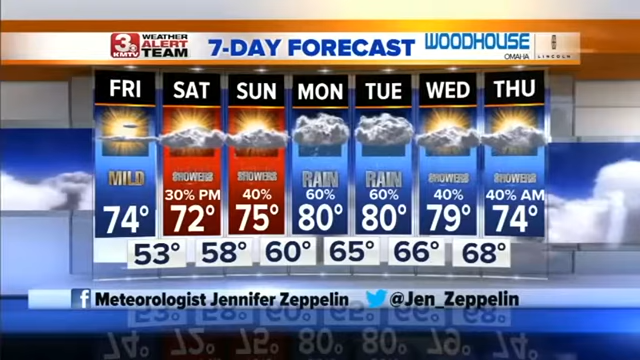 3 KMTV WEATHER ALERT TEAM 7-DAY FORECAST WOODHOUSE OMAHA LINCOLN
FRI SAT SUN MON TUE WED THU
MILD SHOWERS SHOWERS RAIN RAIN SHOWERS SHOWERS
30% PM 40% 60% 60% 40% 40% AM
74° 72° 75° 80° 80° 79° 74°
53° 58° 60° 65° 66° 68°
f Meteorologist Jennifer Zeppelin @Jen_Zeppelin